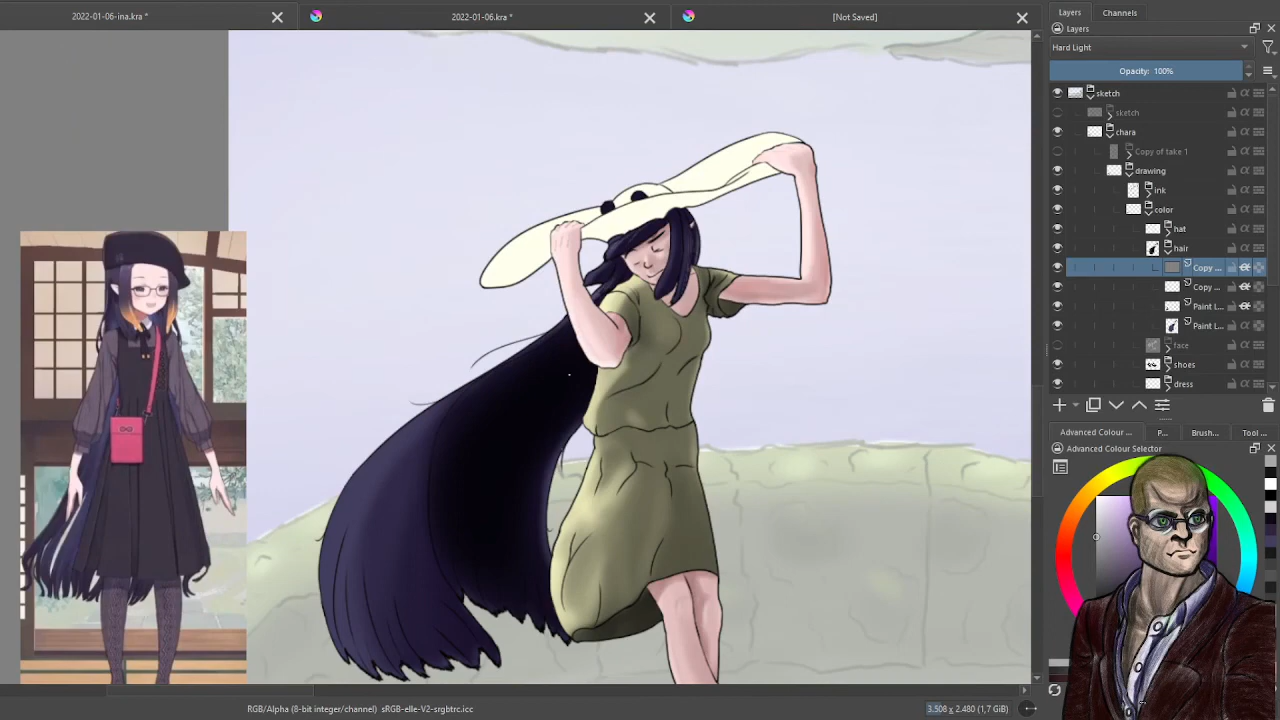 2022-01-06-ina.kra *
2022-01-06.kra *
[Not Saved]
Layers
Channels
Layers
Hard Light
Opacity: 100%
sketch
sketch
chara
Copy of take 1
drawing
ink
color
hat
hair
Copy ...
Copy ...
Paint L...
Paint L...
face
shoes
dress
Advanced Colour ...
P...
Brush...
Tool ...
Advanced Colour Selector
RGB/Alpha (8-bit integer/channel) sRGB-elle-V2-srgbtrc.icc
3.508 x 2.480 (1,7 GiB)